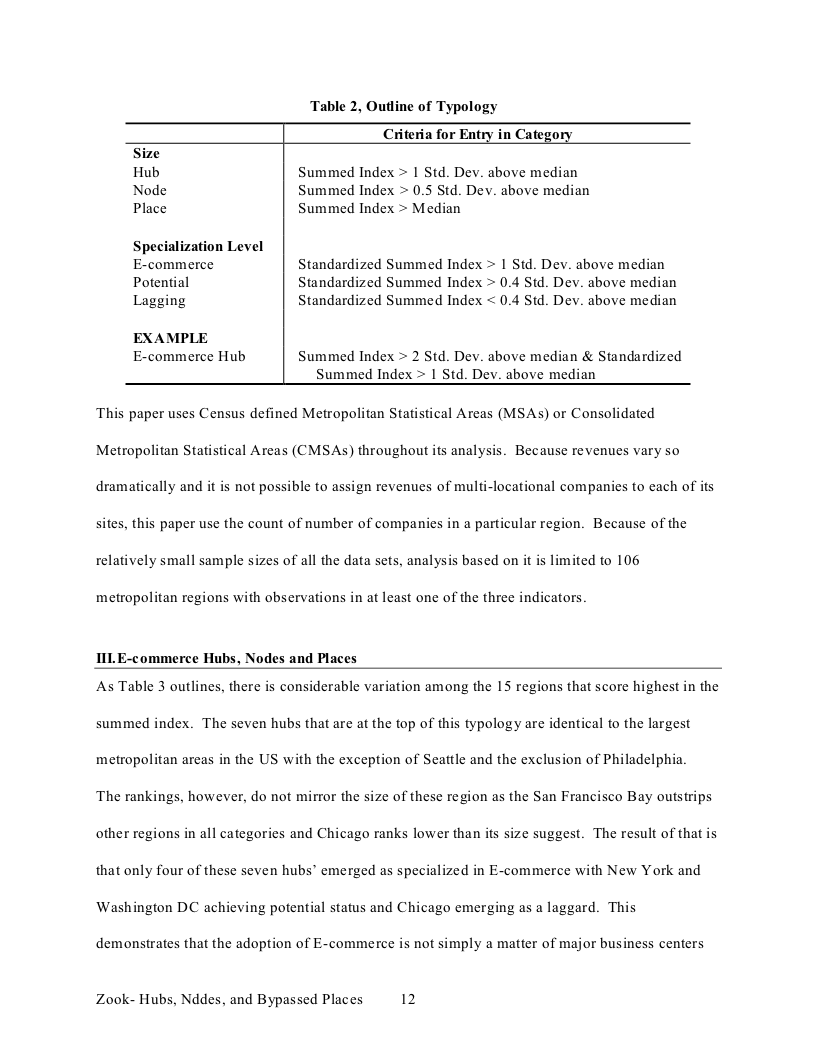 Table 2, Outline of Typology
Criteria for Entry in Category
Size
Hub Summed Index > 1 Std. Dev. above median
Node Summed Index > 0.5 Std. Dev. above median
Place Summed Index > Median
Specialization Level
E-commerce Standardized Summed Index > 1 Std. Dev. above median
Potential Standardized Summed Index > 0.4 Std. Dev. above median
Lagging Standardized Summed Index < 0.4 Std. Dev. above median
EXAMPLE
E-commerce Hub Summed Index > 2 Std. Dev. above median & Standardized
Summed Index > 1 Std. Dev. above median
This paper uses Census defined Metropolitan Statistical Areas (MSAs) or Consolidated
Metropolitan Statistical Areas (CMSAs) throughout its analysis. Because revenues vary so
dramatically and it is not possible to assign revenues of multi-locational companies to each of its
sites, this paper use the count of number of companies in a particular region. Because of the
relatively small sample sizes of all the data sets, analysis based on it is limited to 106
metropolitan regions with observations in at least one of the three indicators.
III.E-commerce Hubs, Nodes and Places
As Table 3 outlines, there is considerable variation among the 15 regions that score highest in the
summed index. The seven hubs that are at the top of this typology are identical to the largest
metropolitan areas in the US with the exception of Seattle and the exclusion of Philadelphia.
The rankings, however, do not mirror the size of these region as the San Francisco Bay outstrips
other regions in all categories and Chicago ranks lower than its size suggest. The result of that is
that only four of these seven hubs’ emerged as specialized in E-commerce with New York and
Washington DC achieving potential status and Chicago emerging as a laggard. This
demonstrates that the adoption of E-commerce is not simply a matter of major business centers
Zook- Hubs, Nddes, and Bypassed Places 12